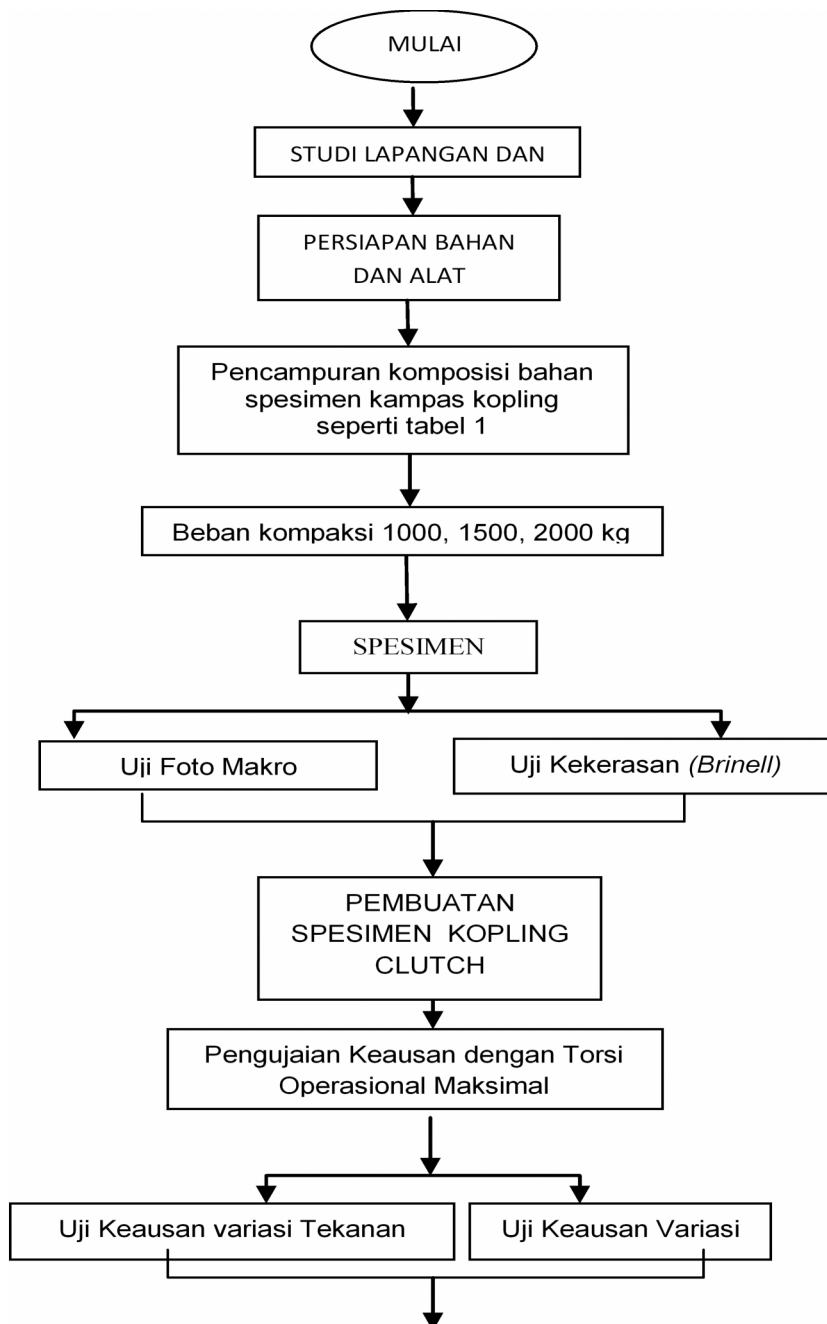 MULAI
STUDI LAPANGAN DAN
PERSIAPAN BAHAN
DAN ALAT
Pencampuran komposisi bahan
spesimen kampas kopling
seperti tabel 1
Beban kompaksi 1000, 1500, 2000 kg
SPESIMEN
Uji Foto Makro
Uji Kekerasan (Brinell)
PEMBUATAN
SPESIMEN KOPLING
CLUTCH
Pengujaian Keausan dengan Torsi
Operasional Maksimal
Uji Keausan variasi Tekanan
Uji Keausan Variasi